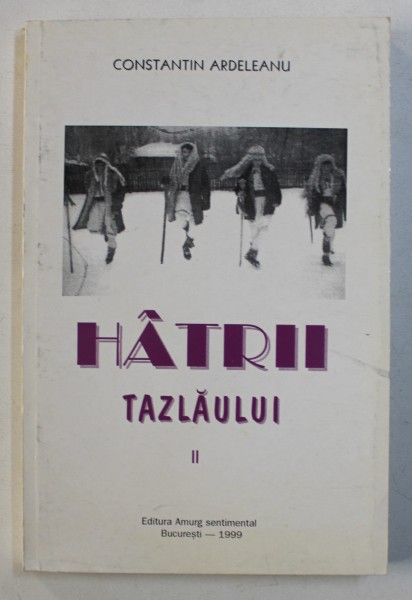 CONSTANTIN ARDELEANU
HÂTRII
TAZLĂULUI
II
Editura Amurg sentimental
Bucureşti — 1999